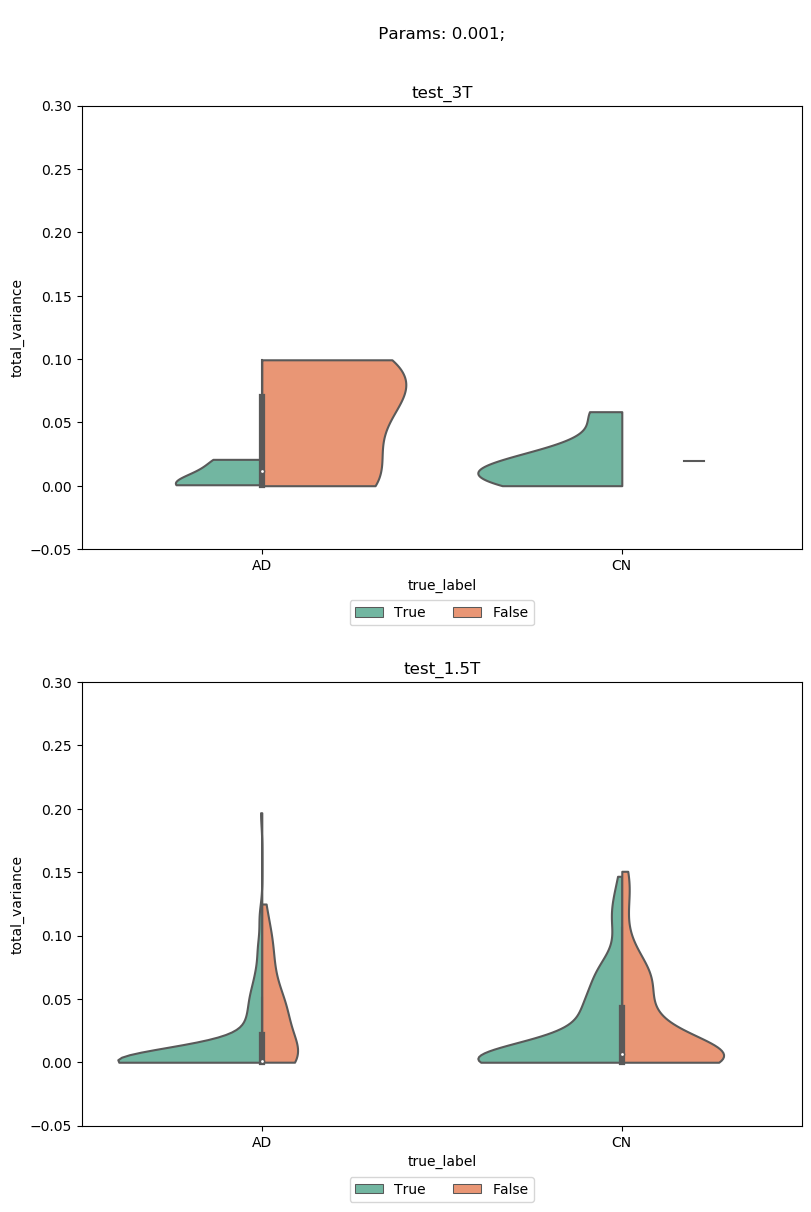 Params: 0.001;
test_3T
0.30
0.25
0.20
0.15
0.10
0.05
0.00
−0.05
total_variance
AD CN
true_label
True False
test_1.5T
0.30
0.25
0.20
0.15
0.10
0.05
0.00
−0.05
total_variance
AD CN
true_label
True False